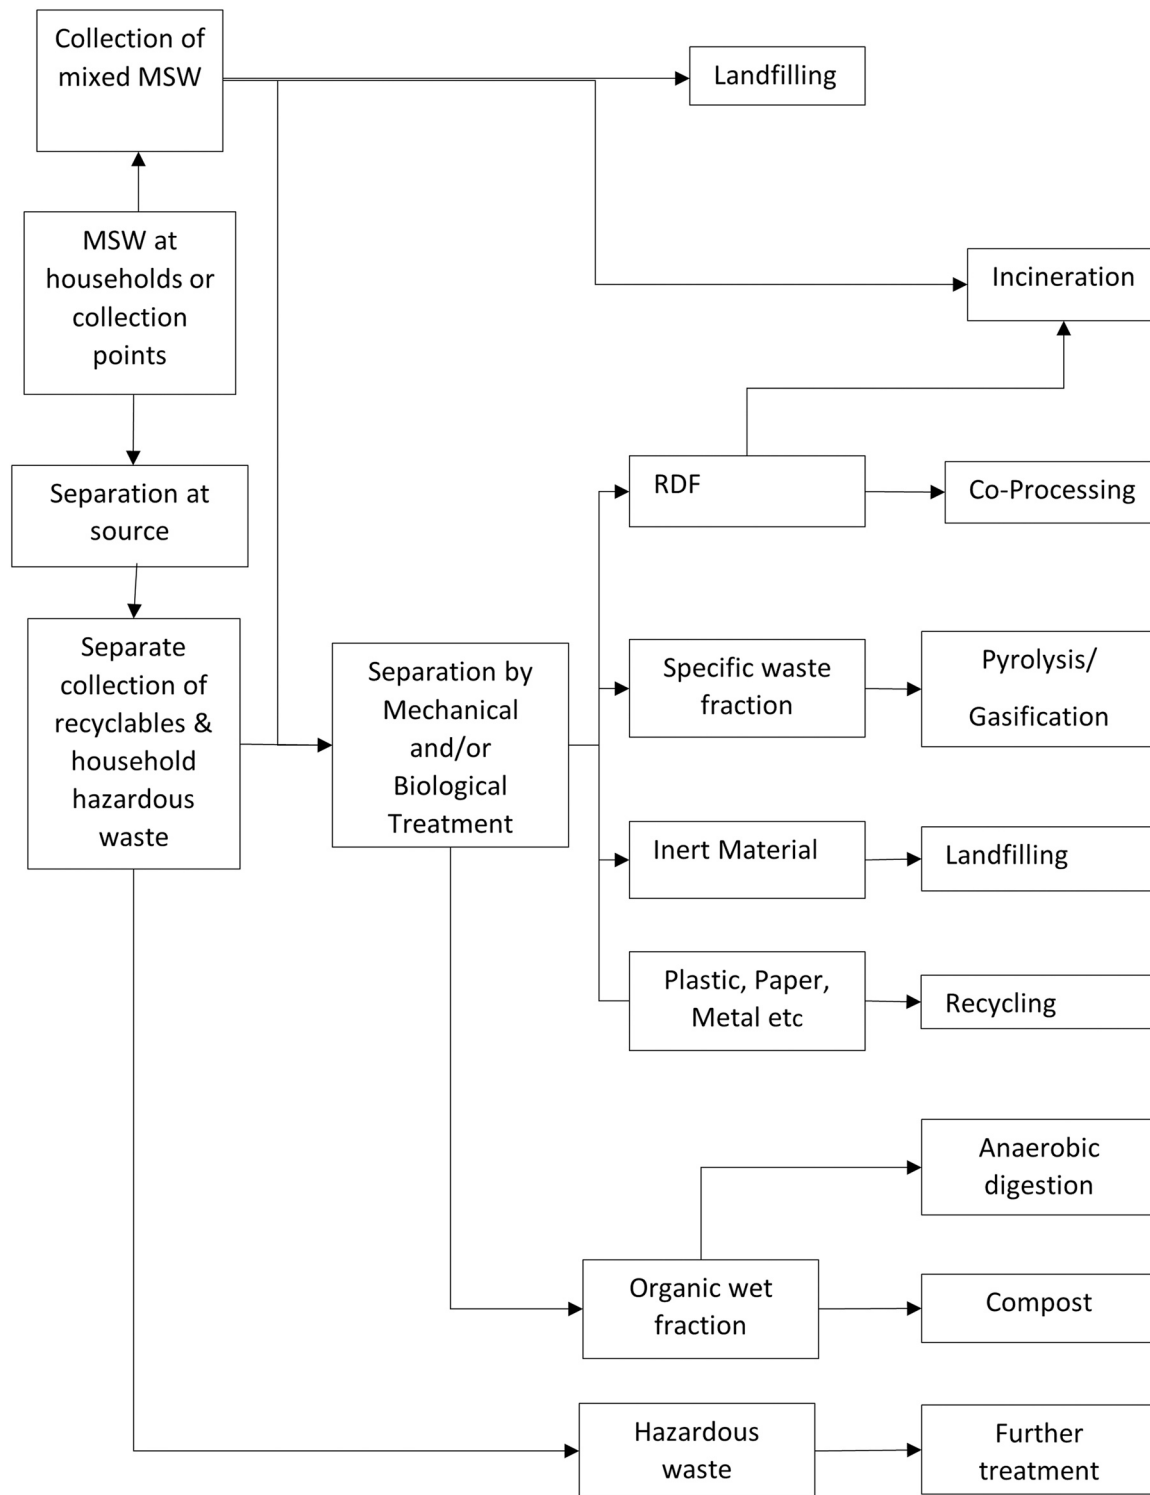 Collection of
mixed MSW
Landfilling
MSW at
households or
collection
points
Incineration
Separation at
source
RDF
Co-Processing
Separate
collection of
recyclables &
household
hazardous
waste
Separation by
Mechanical
and/or
Biological
Treatment
Specific waste
fraction
Pyrolysis/
Gasification
Inert Material
Landfilling
Plastic, Paper,
Metal etc
Recycling
Anaerobic
digestion
Organic wet
fraction
Compost
Hazardous
waste
Further
treatment